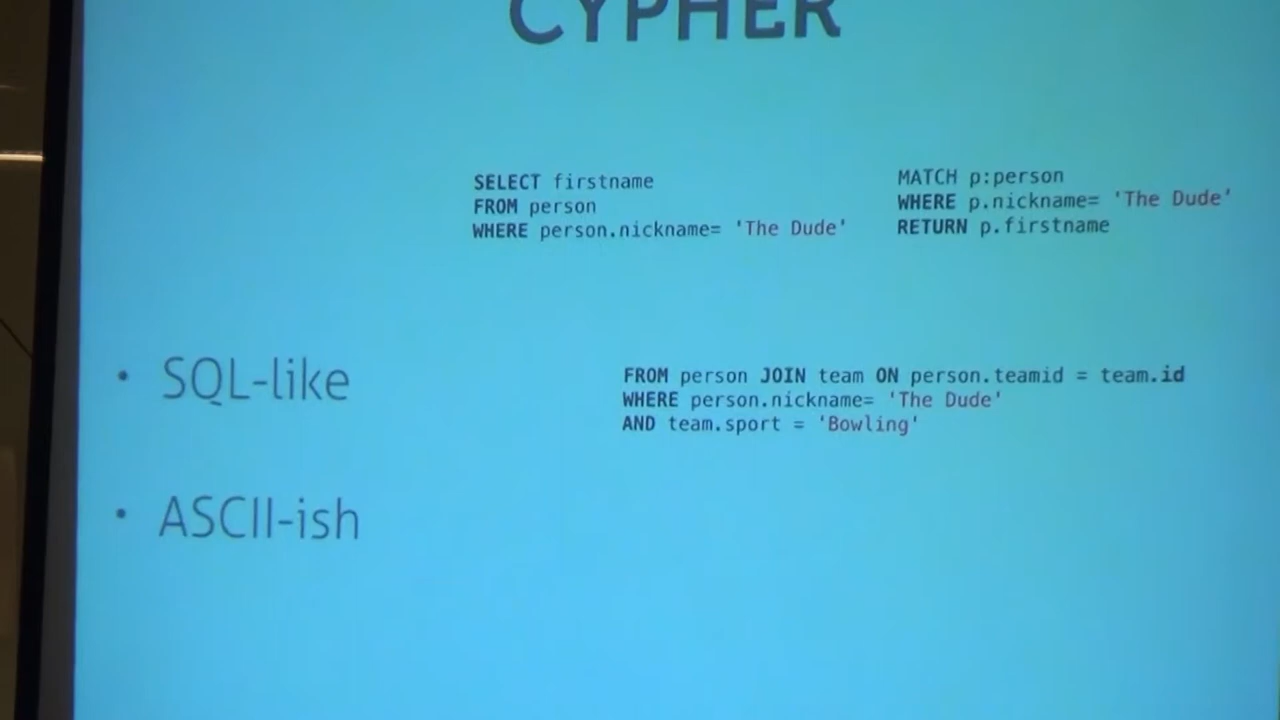 CYPHER
SELECT firstname
FROM person
WHERE person.nickname= 'The Dude'
MATCH p:person
WHERE p.nickname= 'The Dude'
RETURN p.firstname
• SQL-like
FROM person JOIN team ON person.teamid = team.id
WHERE person.nickname= 'The Dude'
AND team.sport = 'Bowling'
• ASCII-ish